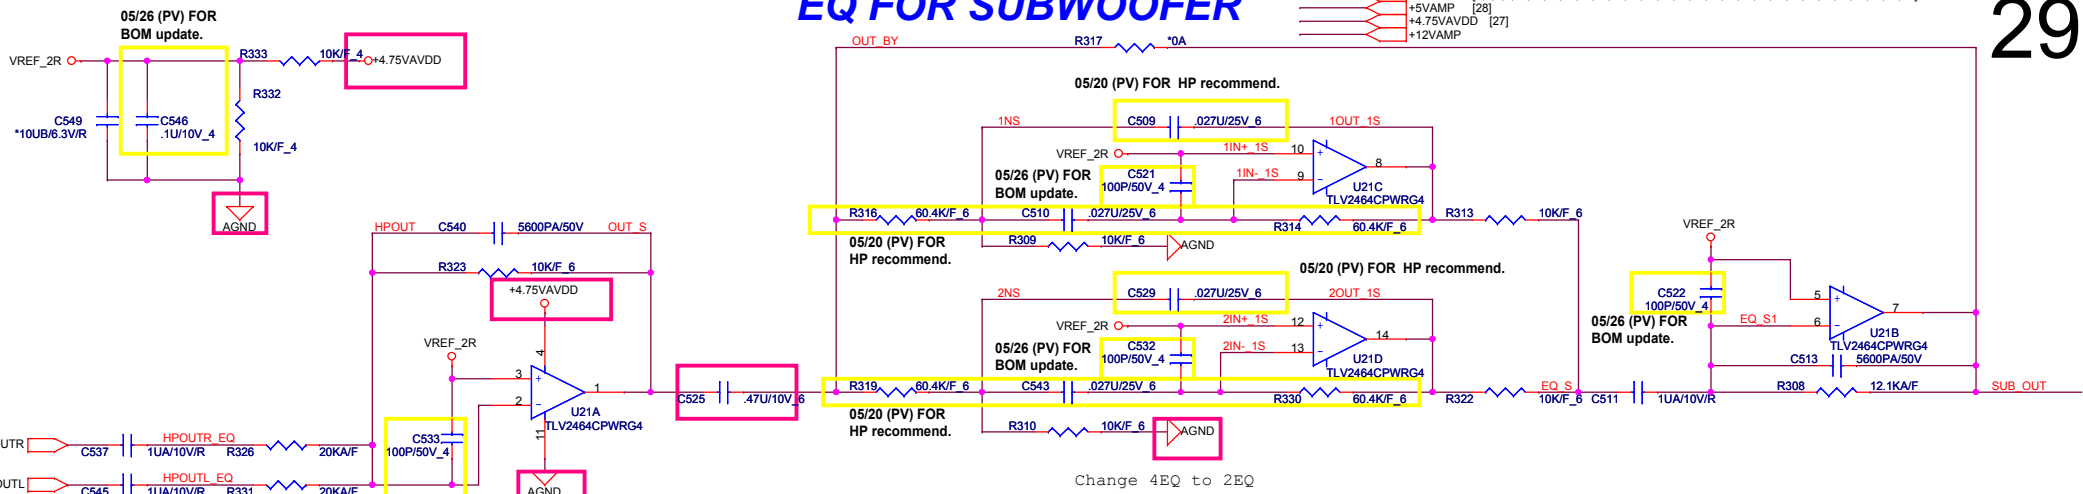 05/26 (PV) FOR
BOM update.
EQ FOR SUBWOOFER
+5VAMP [28]
+4.75VAVDD [27]
+12VAMP
29
VREF_2R
R333
10K/F_4
+4.75VAVDD
R332
10K/F_4
C549
*10UB/6.3V/R
C546
.1U/10V_4
AGND
OUT_BY
R317
*0A
05/20 (PV) FOR HP recommend.
1NS
C509
.027U/25V_6
1OUT_1S
VREF_2R
1IN+_1S
10
8
9
1IN-_1S
C521
100P/50V_4
05/26 (PV) FOR
BOM update.
U21C
TLV2464CPWRG4
R316
60.4K/F_6
C510
.027U/25V_6
R314
60.4K/F_6
R313
10K/F_6
05/20 (PV) FOR
HP recommend.
R309
10K/F_6
AGND
HPOUT
C540
5600PA/50V
OUT_S
R323
10K/F_6
+4.75VAVDD
VREF_2R
4
3
2
1
11
U21A
TLV2464CPWRG4
C533
100P/50V_4
AGND
C525
.47U/10V_6
UTR
C537
1UA/10V/R
HPOUTR_EQ
R326
20KA/F
OUTL
C545
1UA/10V/R
HPOUTL_EQ
R331
20KA/F
05/20 (PV) FOR HP recommend.
2NS
C529
.027U/25V_6
2OUT_1S
VREF_2R
2IN+_1S
12
14
13
2IN-_1S
05/26 (PV) FOR
BOM update.
C532
100P/50V_4
U21D
TLV2464CPWRG4
R319
60.4K/F_6
C543
.027U/25V_6
R330
60.4K/F_6
R322
10K/F_6
EQ_S
C511
1UA/10V/R
05/20 (PV) FOR
HP recommend.
R310
10K/F_6
AGND
VREF_2R
C522
100P/50V_4
05/26 (PV) FOR
BOM update.
EQ_S1
5
6
7
U21B
TLV2464CPWRG4
C513
5600PA/50V
R308
12.1KA/F
SUB_OUT
Change 4EQ to 2EQ